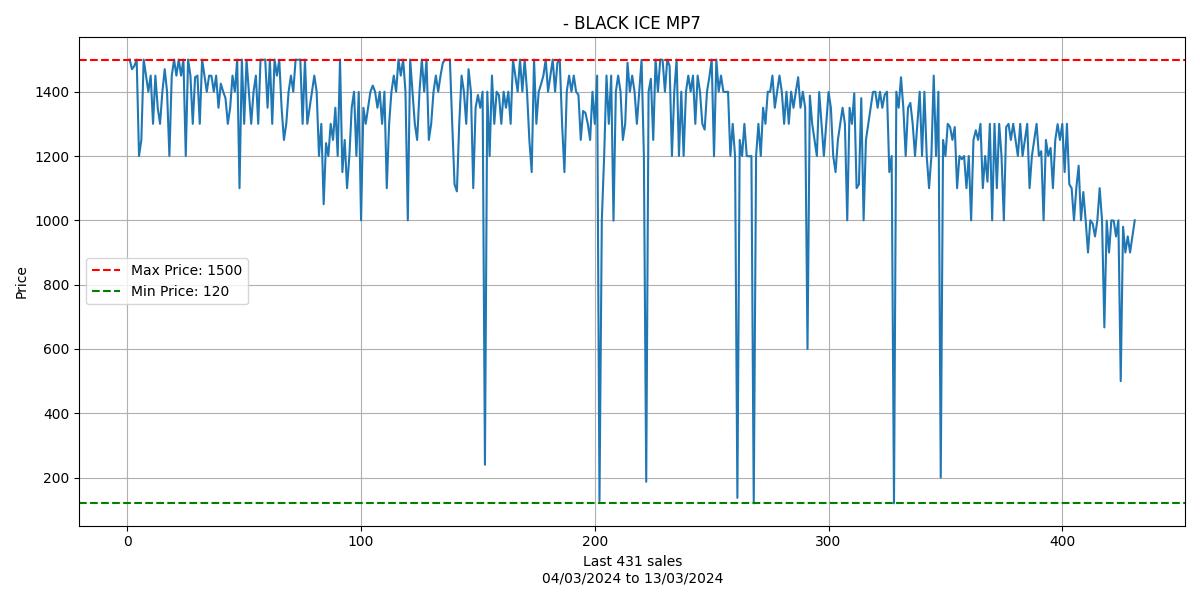 - BLACK ICE MP7
Price
1400
1200
1000
800
600
400
200
Max Price: 1500
Min Price: 120
0 100 200 300 400
Last 431 sales
04/03/2024 to 13/03/2024